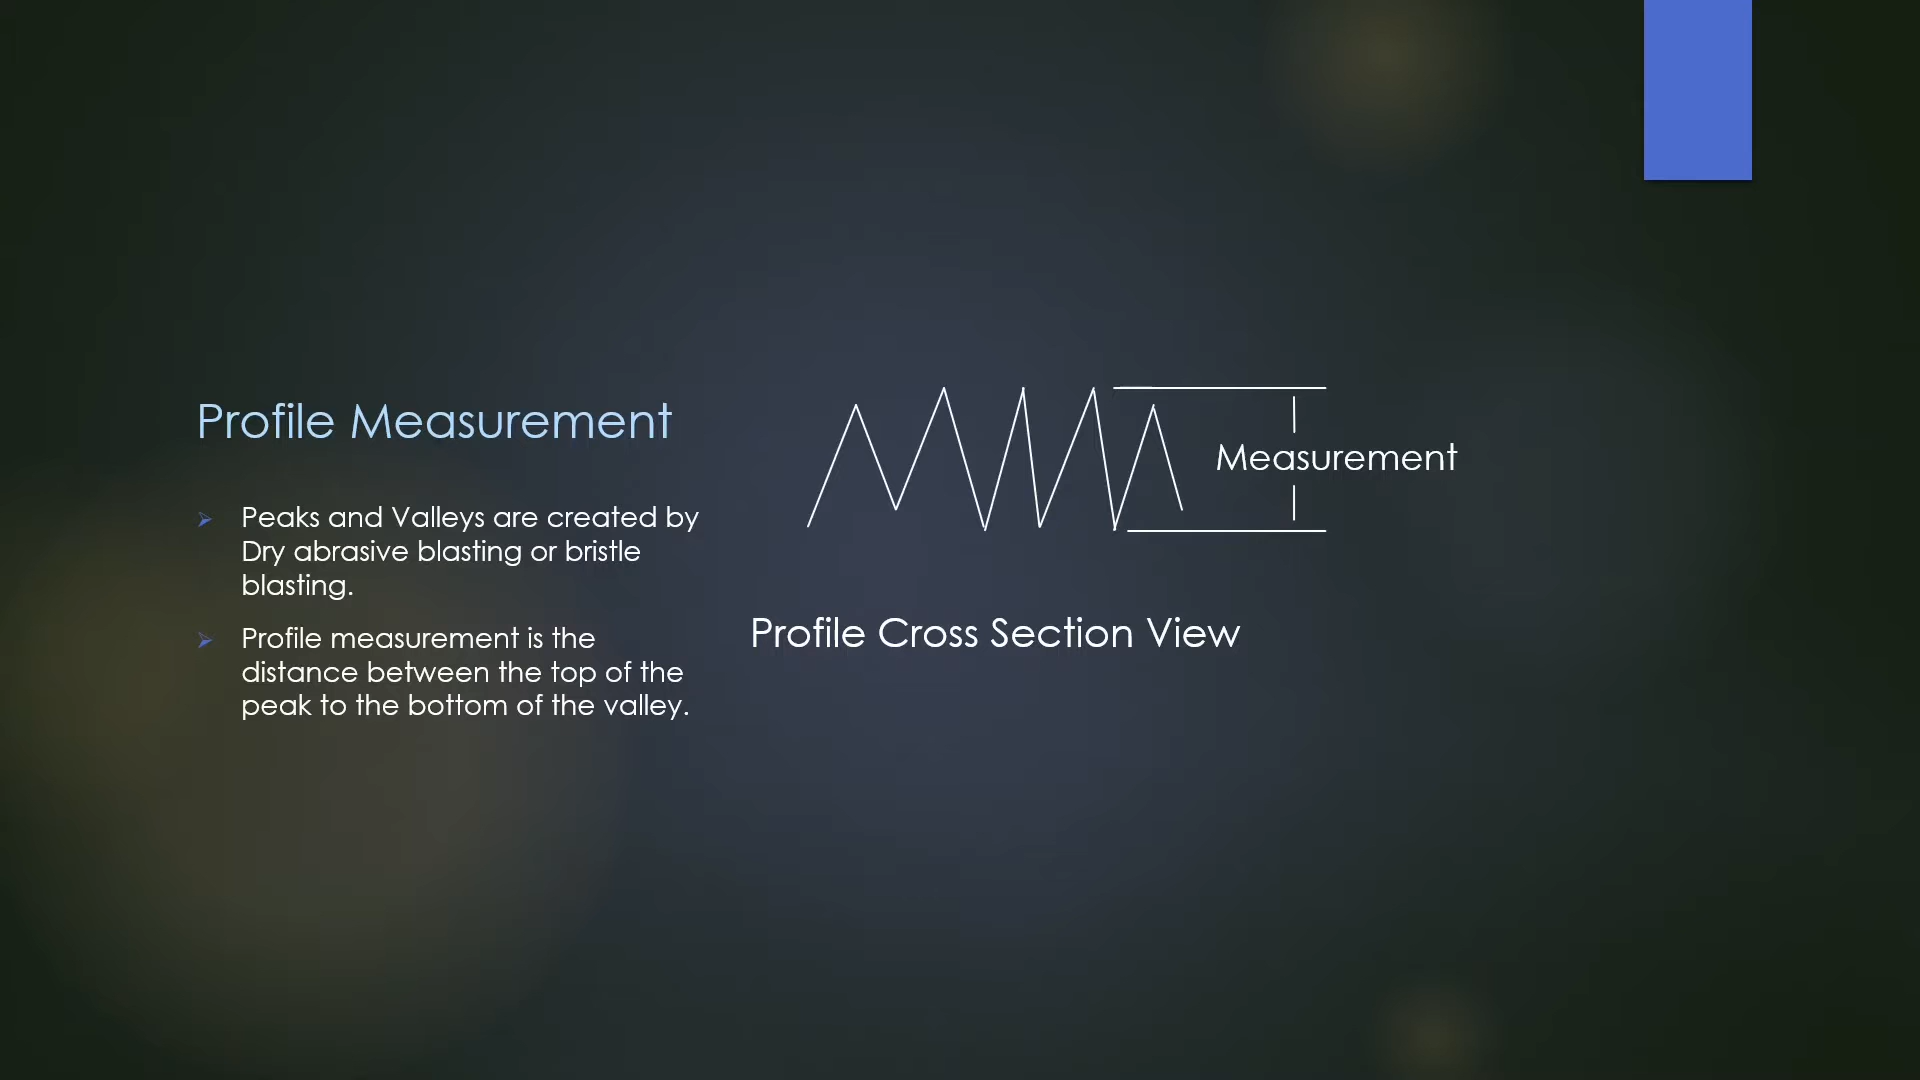 Profile Measurement
Peaks and Valleys are created by
Dry abrasive blasting or bristle
blasting.
Profile measurement is the
distance between the top of the
peak to the bottom of the valley.
Measurement
Profile Cross Section View